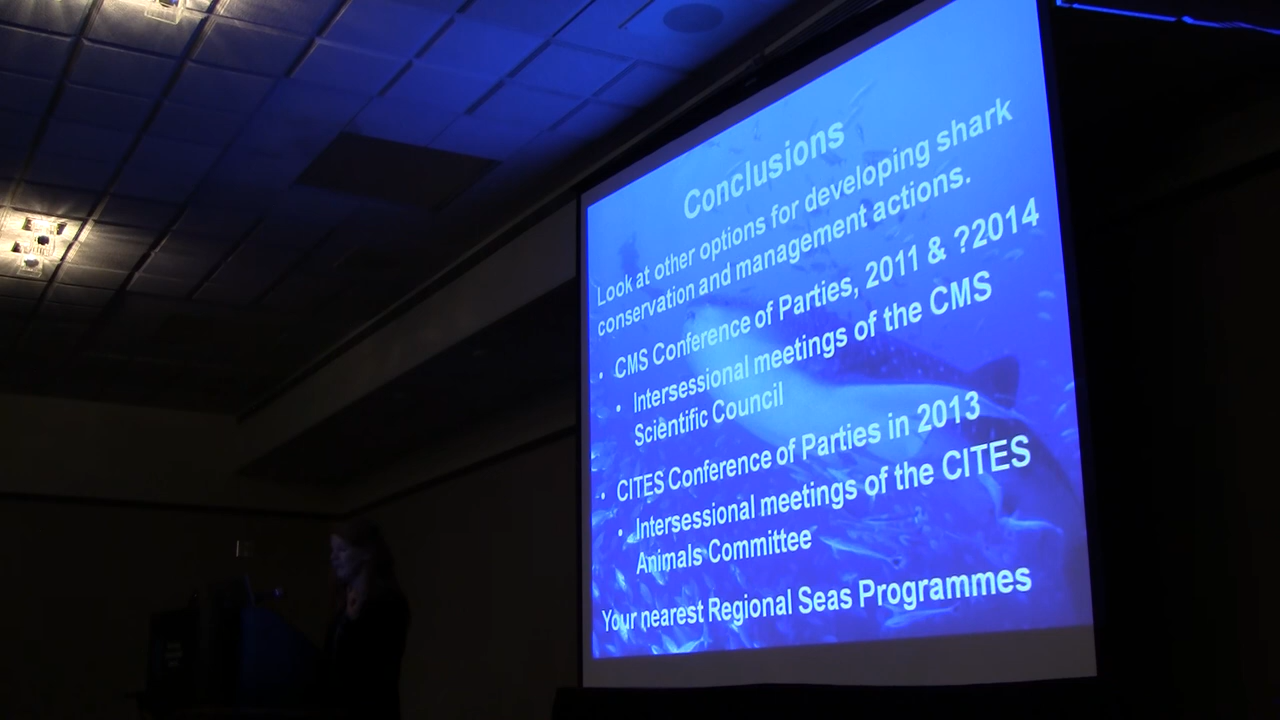 Conclusions
Look at other options for developing shark
conservation and management actions.
• CMS Conference of Parties, 2011 & ?2014
• Intersessional meetings of the CMS
Scientific Council
• CITES Conference of Parties in 2013
• Intersessional meetings of the CITES
Animals Committee
Your nearest Regional Seas Programmes